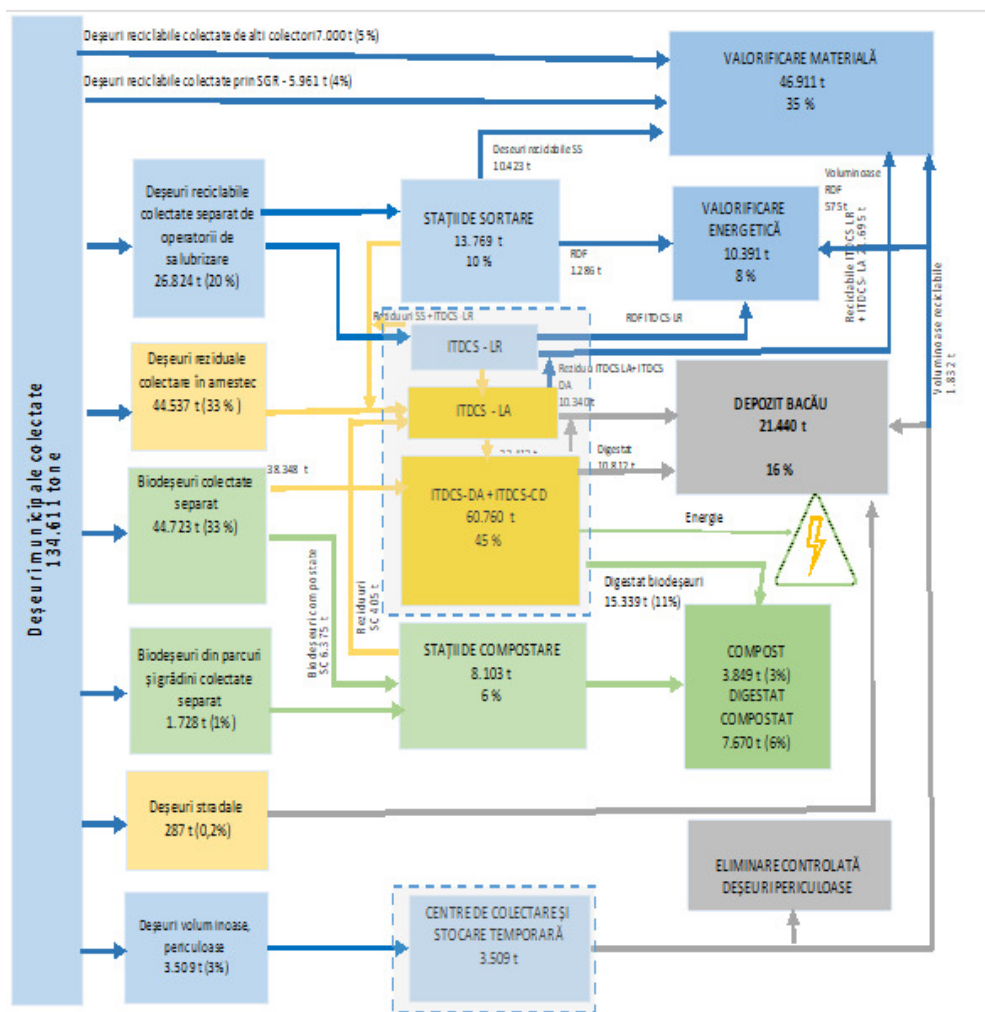 Deșeuri municipale colectate
134.611 tone
Deșeuri reciclabile colectate de alti colectori7.000 t (5%)
Deșeuri reciclabile colectate prin SGR - 5.961 t (4%)
VALORIFICARE MATERIALĂ
46.911 t
35 %
Deseuri reciclabile SS
10.423 t
Deșeuri reciclabile
colectate separat de
operatorii de
salubrizare
26.824 t (20 %)
STAȚII DE SORTARE
13.769 t
10 %
RDF
1.286 t
VALORIFICARE
ENERGETICĂ
10.391 t
8 %
Voluminoase
RDF
575 t
Reciclabile ITDCS LR
+ ITDCS- LA 21.695 t
Voluminoase reciclabile
1.832 t
Reziduuri SS + ITDCS-LR
RDF ITDCS-LR
ITDCS - LR
Deșeuri reziduale
colectare în amestec
44.537 t (33 % )
ITDCS - LA
Reziduu ITDCS LA+ ITDCS
DA
10.340 t
DEPOZIT BACĂU
21.440 t
16 %
Digestat
10.812 t
38.348 t
Biodeșeuri colectate
separat
44.723 t (33 %)
ITDCS-DA + ITDCS-CD
60.760 t
45 %
Energie
Digestat biodeșeuri
15.339 t (11%)
Biodeșeuri compostate
SC 6.375 t
Reziduuri
SC 405 t
Biodeșeuri din parcuri
și grădini colectate
separat
1.728 t (1%)
STAȚII DE COMPOSTARE
8.103 t
6 %
COMPOST
3.849 t (3%)
DIGESTAT
COMPOSTAT
7.670 t (6%)
Deșeuri stradale
287 t (0,2%)
ELIMINARE CONTROLATĂ
DEȘEURI PERICULOASE
Deșeuri voluminoase,
periculoase
3.509 t (3%)
CENTRE DE COLECTARE ȘI
STOCARE TEMPORARĂ
3.509 t